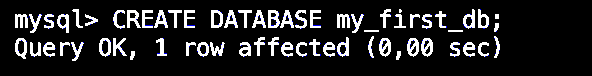 mysql> CREATE DATABASE my_first_db;
Query OK, 1 row affected (0,00 sec)